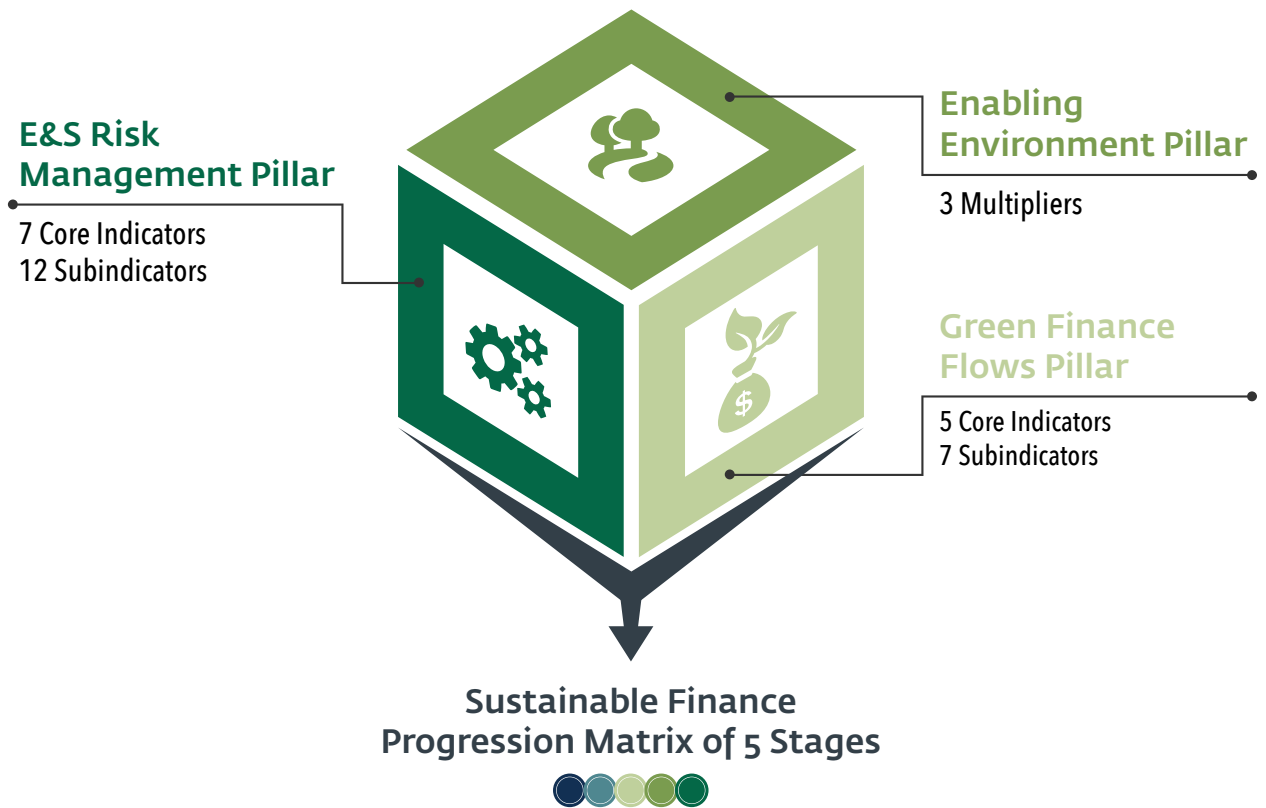 E&S Risk
Management Pillar
7 Core Indicators
12 Subindicators
Enabling
Environment Pillar
3 Multipliers
Green Finance
Flows Pillar
5 Core Indicators
7 Subindicators
$
Sustainable Finance
Progression Matrix of 5 Stages